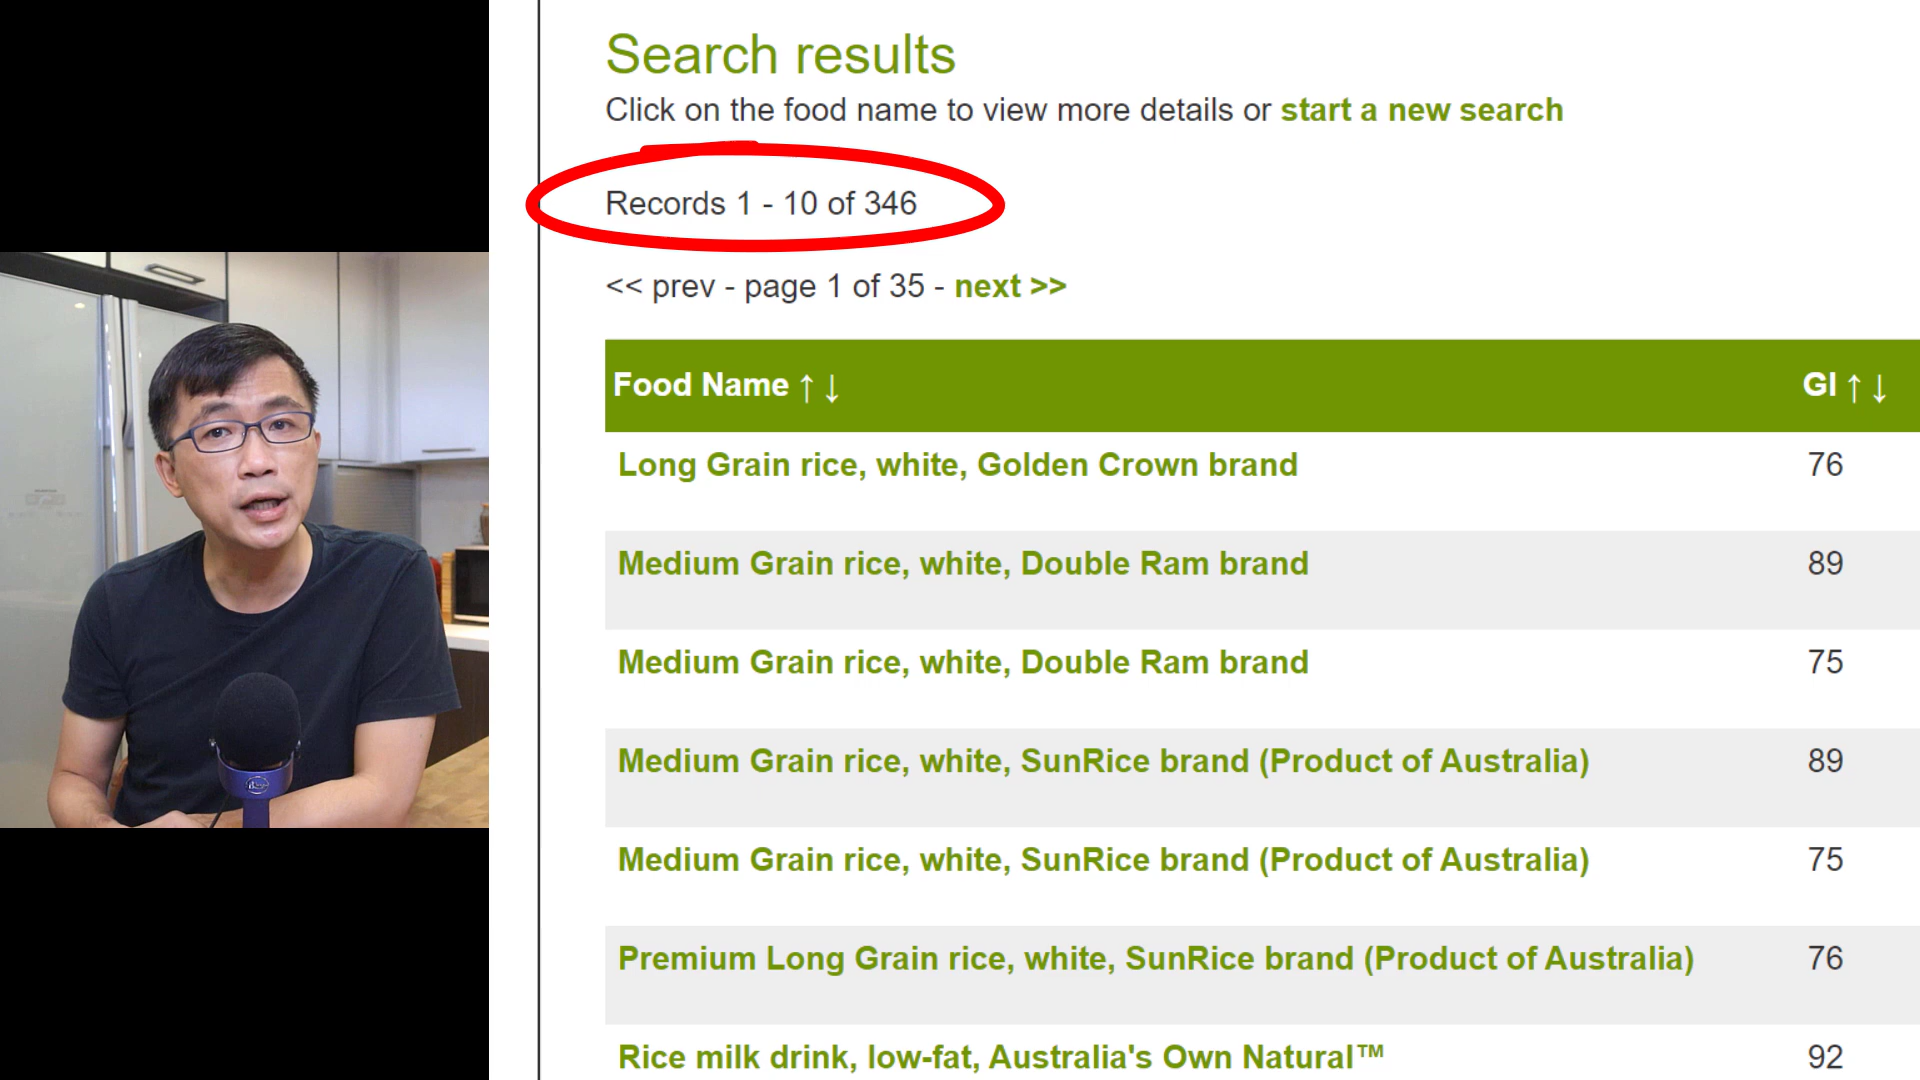 Search results
Click on the food name to view more details or start a new search
Records 1 - 10 of 346
<< prev - page 1 of 35 - next >>
Food Name ↑↓ GI ↑↓
Long Grain rice, white, Golden Crown brand 76
Medium Grain rice, white, Double Ram brand 89
Medium Grain rice, white, Double Ram brand 75
Medium Grain rice, white, SunRice brand (Product of Australia) 89
Medium Grain rice, white, SunRice brand (Product of Australia) 75
Premium Long Grain rice, white, SunRice brand (Product of Australia) 76
Rice milk drink, low-fat, Australia's Own Natural™ 92